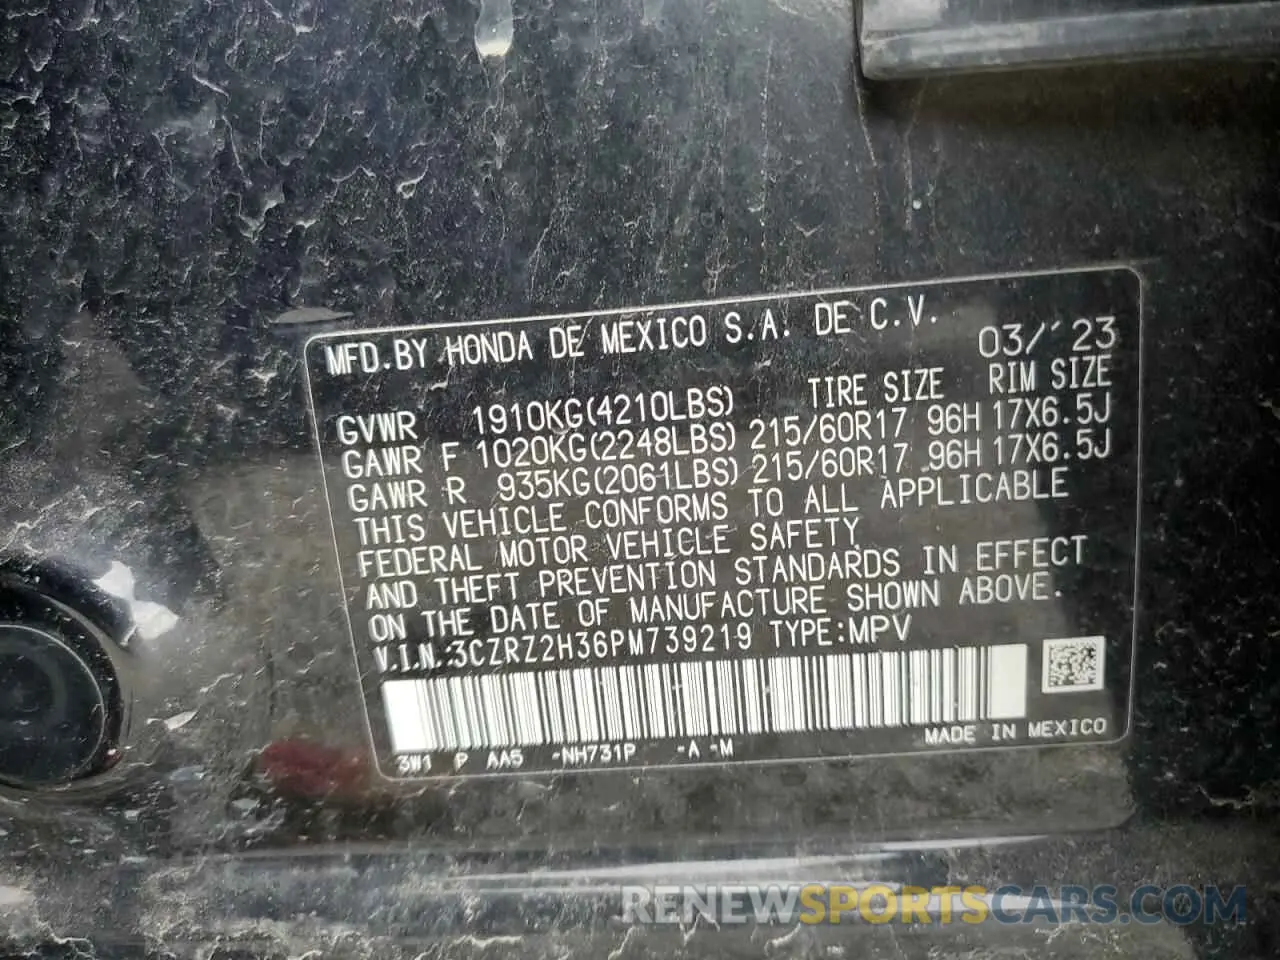 MFD.BY HONDA DE MEXICO S.A. DE C.V.
03/'23
GVWR 1910KG(4210LBS) TIRE SIZE RIM SIZE
GAWR F 1020KG(2248LBS) 215/60R17 96H 17X6.5J
GAWR R 935KG(2061LBS) 215/60R17 96H 17X6.5J
THIS VEHICLE CONFORMS TO ALL APPLICABLE
FEDERAL MOTOR VEHICLE SAFETY
AND THEFT PREVENTION STANDARDS IN EFFECT
ON THE DATE OF MANUFACTURE SHOWN ABOVE.
V.I.N.:3CZRZ2H36PM739219 TYPE:MPV
3W1 P AA5 -NH731P -A -M MADE IN MEXICO
RENEWSPORTSCARS.COM